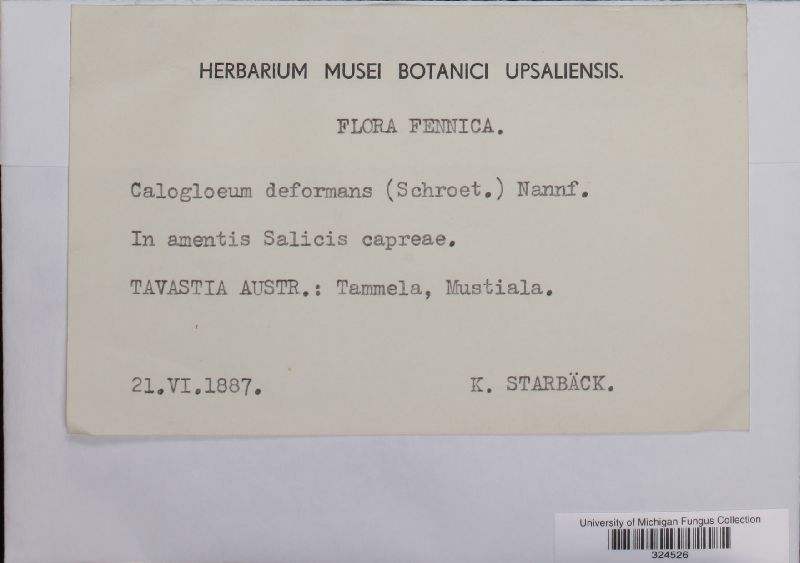 HERBARIUM MUSEI BOTANICI UPSALIENSIS.
FLORA FENNICA.
Calogloeum deformans (Schroet.) Nannf.
In amentis Salicis capreae.
TAVASTIA AUSTR.: Tammela, Mustiala.
21.VI.1887. K. STARBÄCK.
University of Michigan Fungus Collection
324526